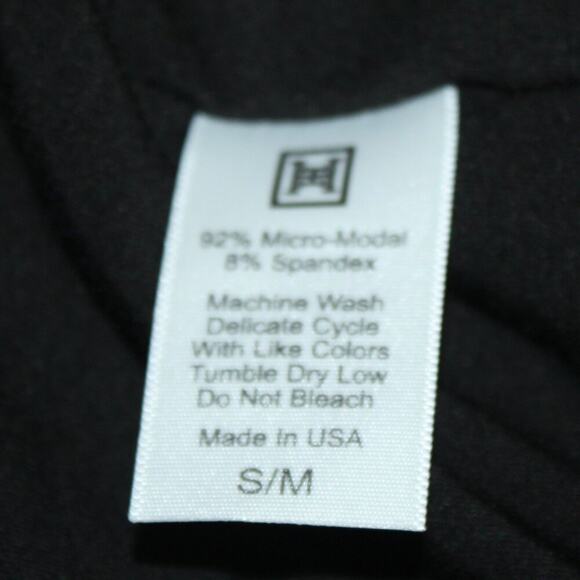 92% Micro-Modal
8% Spandex
Machine Wash
Delicate Cycle
With Like Colors
Tumble Dry Low
Do Not Bleach
Made In USA
S/M